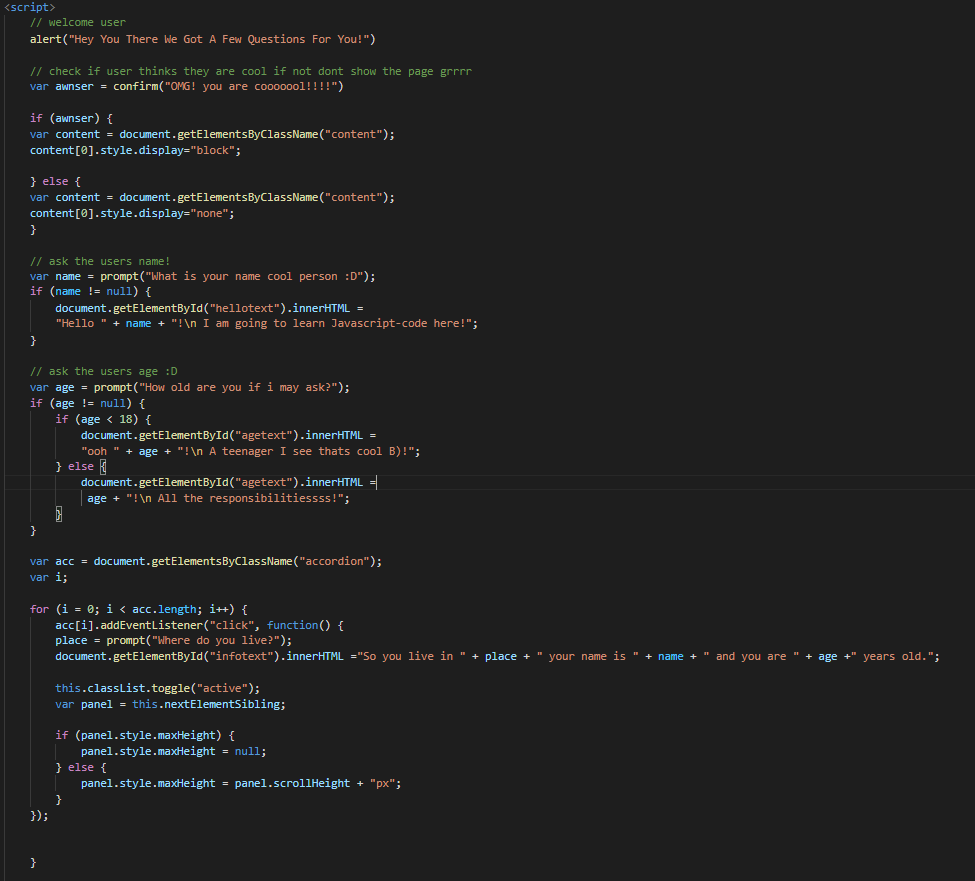 <script>
// welcome user
alert("Hey You There We Got A Few Questions For You!")
// check if user thinks they are cool if not dont show the page grrrr
var awnser = confirm("OMG! you are cooooool!!!!")
if (awnser) {
var content = document.getElementsByClassName("content");
content[0].style.display="block";
} else {
var content = document.getElementsByClassName("content");
content[0].style.display="none";
}
// ask the users name!
var name = prompt("What is your name cool person :D");
if (name != null) {
document.getElementById("hellotext").innerHTML =
"Hello " + name + "!\n I am going to learn Javascript-code here!";
}
// ask the users age :D
var age = prompt("How old are you if i may ask?");
if (age != null) {
if (age < 18) {
document.getElementById("agetext").innerHTML =
"ooh " + age + "!\n A teenager I see thats cool B)!";
} else {
document.getElementById("agetext").innerHTML =
age + "!\n All the responsibilitiessss!";
}
}
var acc = document.getElementsByClassName("accordion");
var i;
for (i = 0; i < acc.length; i++) {
acc[i].addEventListener("click", function() {
place = prompt("Where do you live?");
document.getElementById("infotext").innerHTML ="So you live in " + place + " your name is " + name + " and you are " + age +" years old.";
this.classList.toggle("active");
var panel = this.nextElementSibling;
if (panel.style.maxHeight) {
panel.style.maxHeight = null;
} else {
panel.style.maxHeight = panel.scrollHeight + "px";
}
});
}